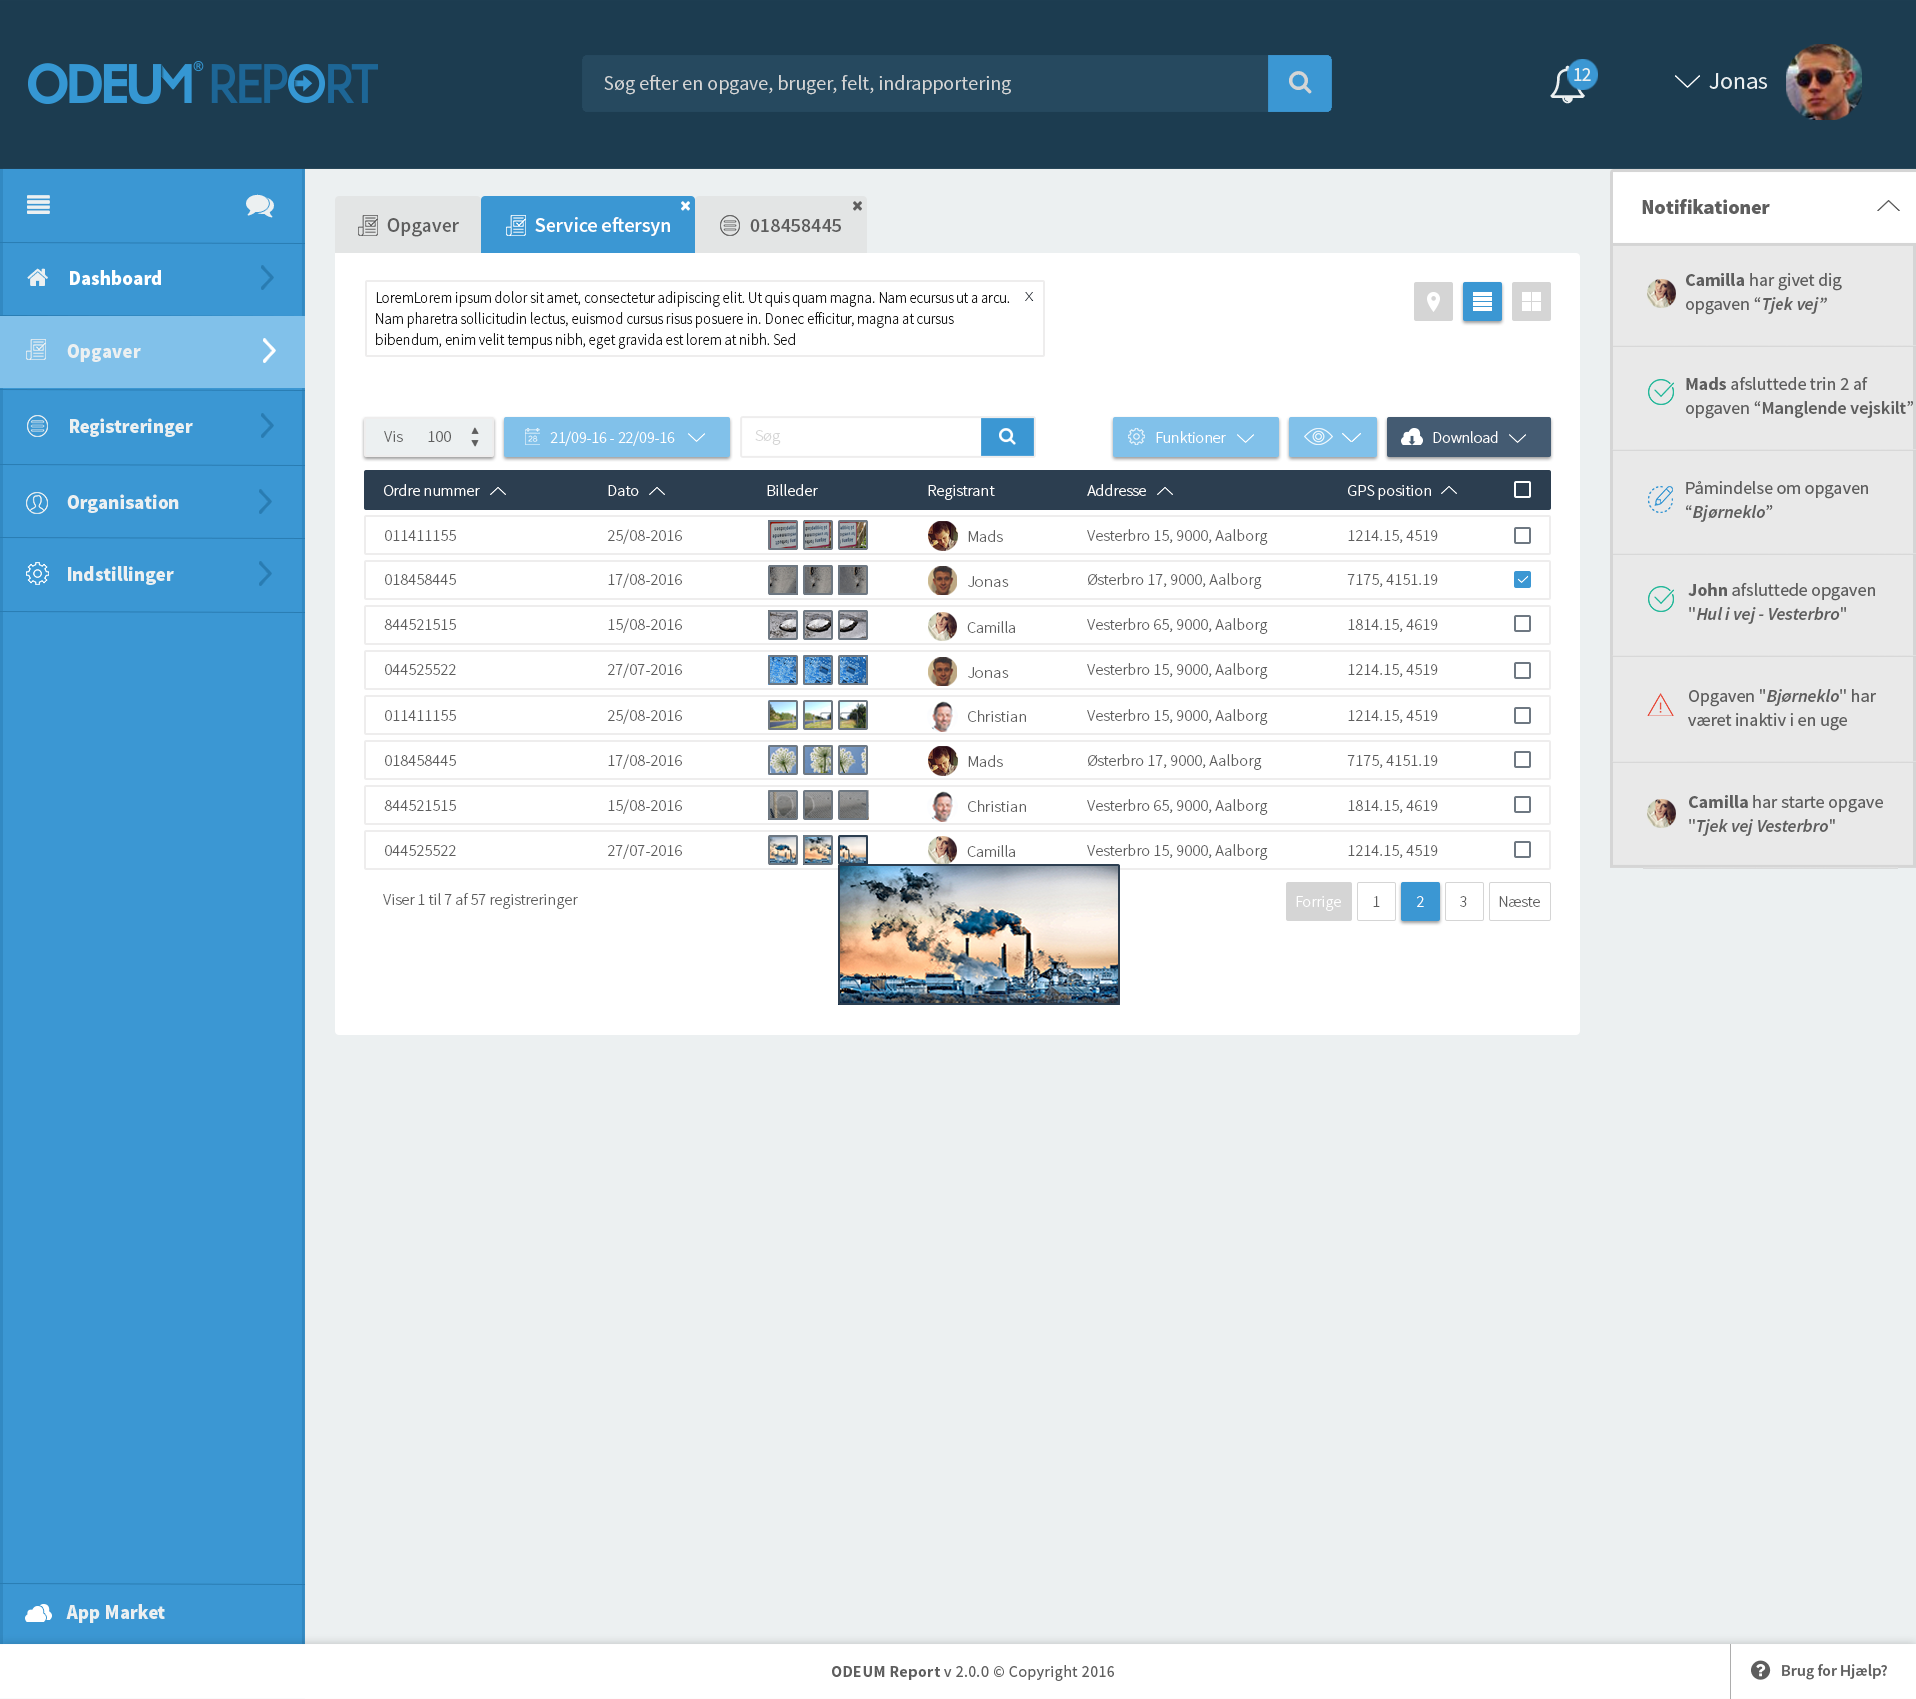 ODEUM® REPORT
Søg efter en opgave, bruger, felt, indrapportering
12
Jonas
Dashboard
Opgaver
Registreringer
Organisation
Indstillinger
App Market
Opgaver
Service eftersyn
018458445
LoremLorem ipsum dolor sit amet, consectetur adipiscing elit. Ut quis quam magna. Nam ecursus ut a arcu. X
Nam pharetra sollicitudin lectus, euismod cursus risus posuere in. Donec efficitur, magna at cursus
bibendum, enim velit tempus nibh, eget gravida est lorem at nibh. Sed
Vis 100
26 21/09-16 - 22/09-16
Søg
Funktioner
Download
Ordre nummer Dato Billeder Registrant Addresse GPS position
011411155 25/08-2016 Mads Vesterbro 15, 9000, Aalborg 1214.15, 4519
018458445 17/08-2016 Jonas Østerbro 17, 9000, Aalborg 7175, 4151.19
844521515 15/08-2016 Camilla Vesterbro 65, 9000, Aalborg 1814.15, 4619
044525522 27/07-2016 Jonas Vesterbro 15, 9000, Aalborg 1214.15, 4519
011411155 25/08-2016 Christian Vesterbro 15, 9000, Aalborg 1214.15, 4519
018458445 17/08-2016 Mads Østerbro 17, 9000, Aalborg 7175, 4151.19
844521515 15/08-2016 Christian Vesterbro 65, 9000, Aalborg 1814.15, 4619
044525522 27/07-2016 Camilla Vesterbro 15, 9000, Aalborg 1214.15, 4519
Viser 1 til 7 af 57 registreringer
Forrige 1 2 3 Næste
Notifikationer
Camilla har givet dig
opgaven “Tjek vej”
Mads afsluttede trin 2 af
opgaven “Manglende vejskilt”
Påmindelse om opgaven
“Bjørneklo”
John afsluttede opgaven
"Hul i vej - Vesterbro"
Opgaven "Bjørneklo" har
været inaktiv i en uge
Camilla har starte opgave
"Tjek vej Vesterbro"
ODEUM Report v 2.0.0 © Copyright 2016
Brug for Hjælp?